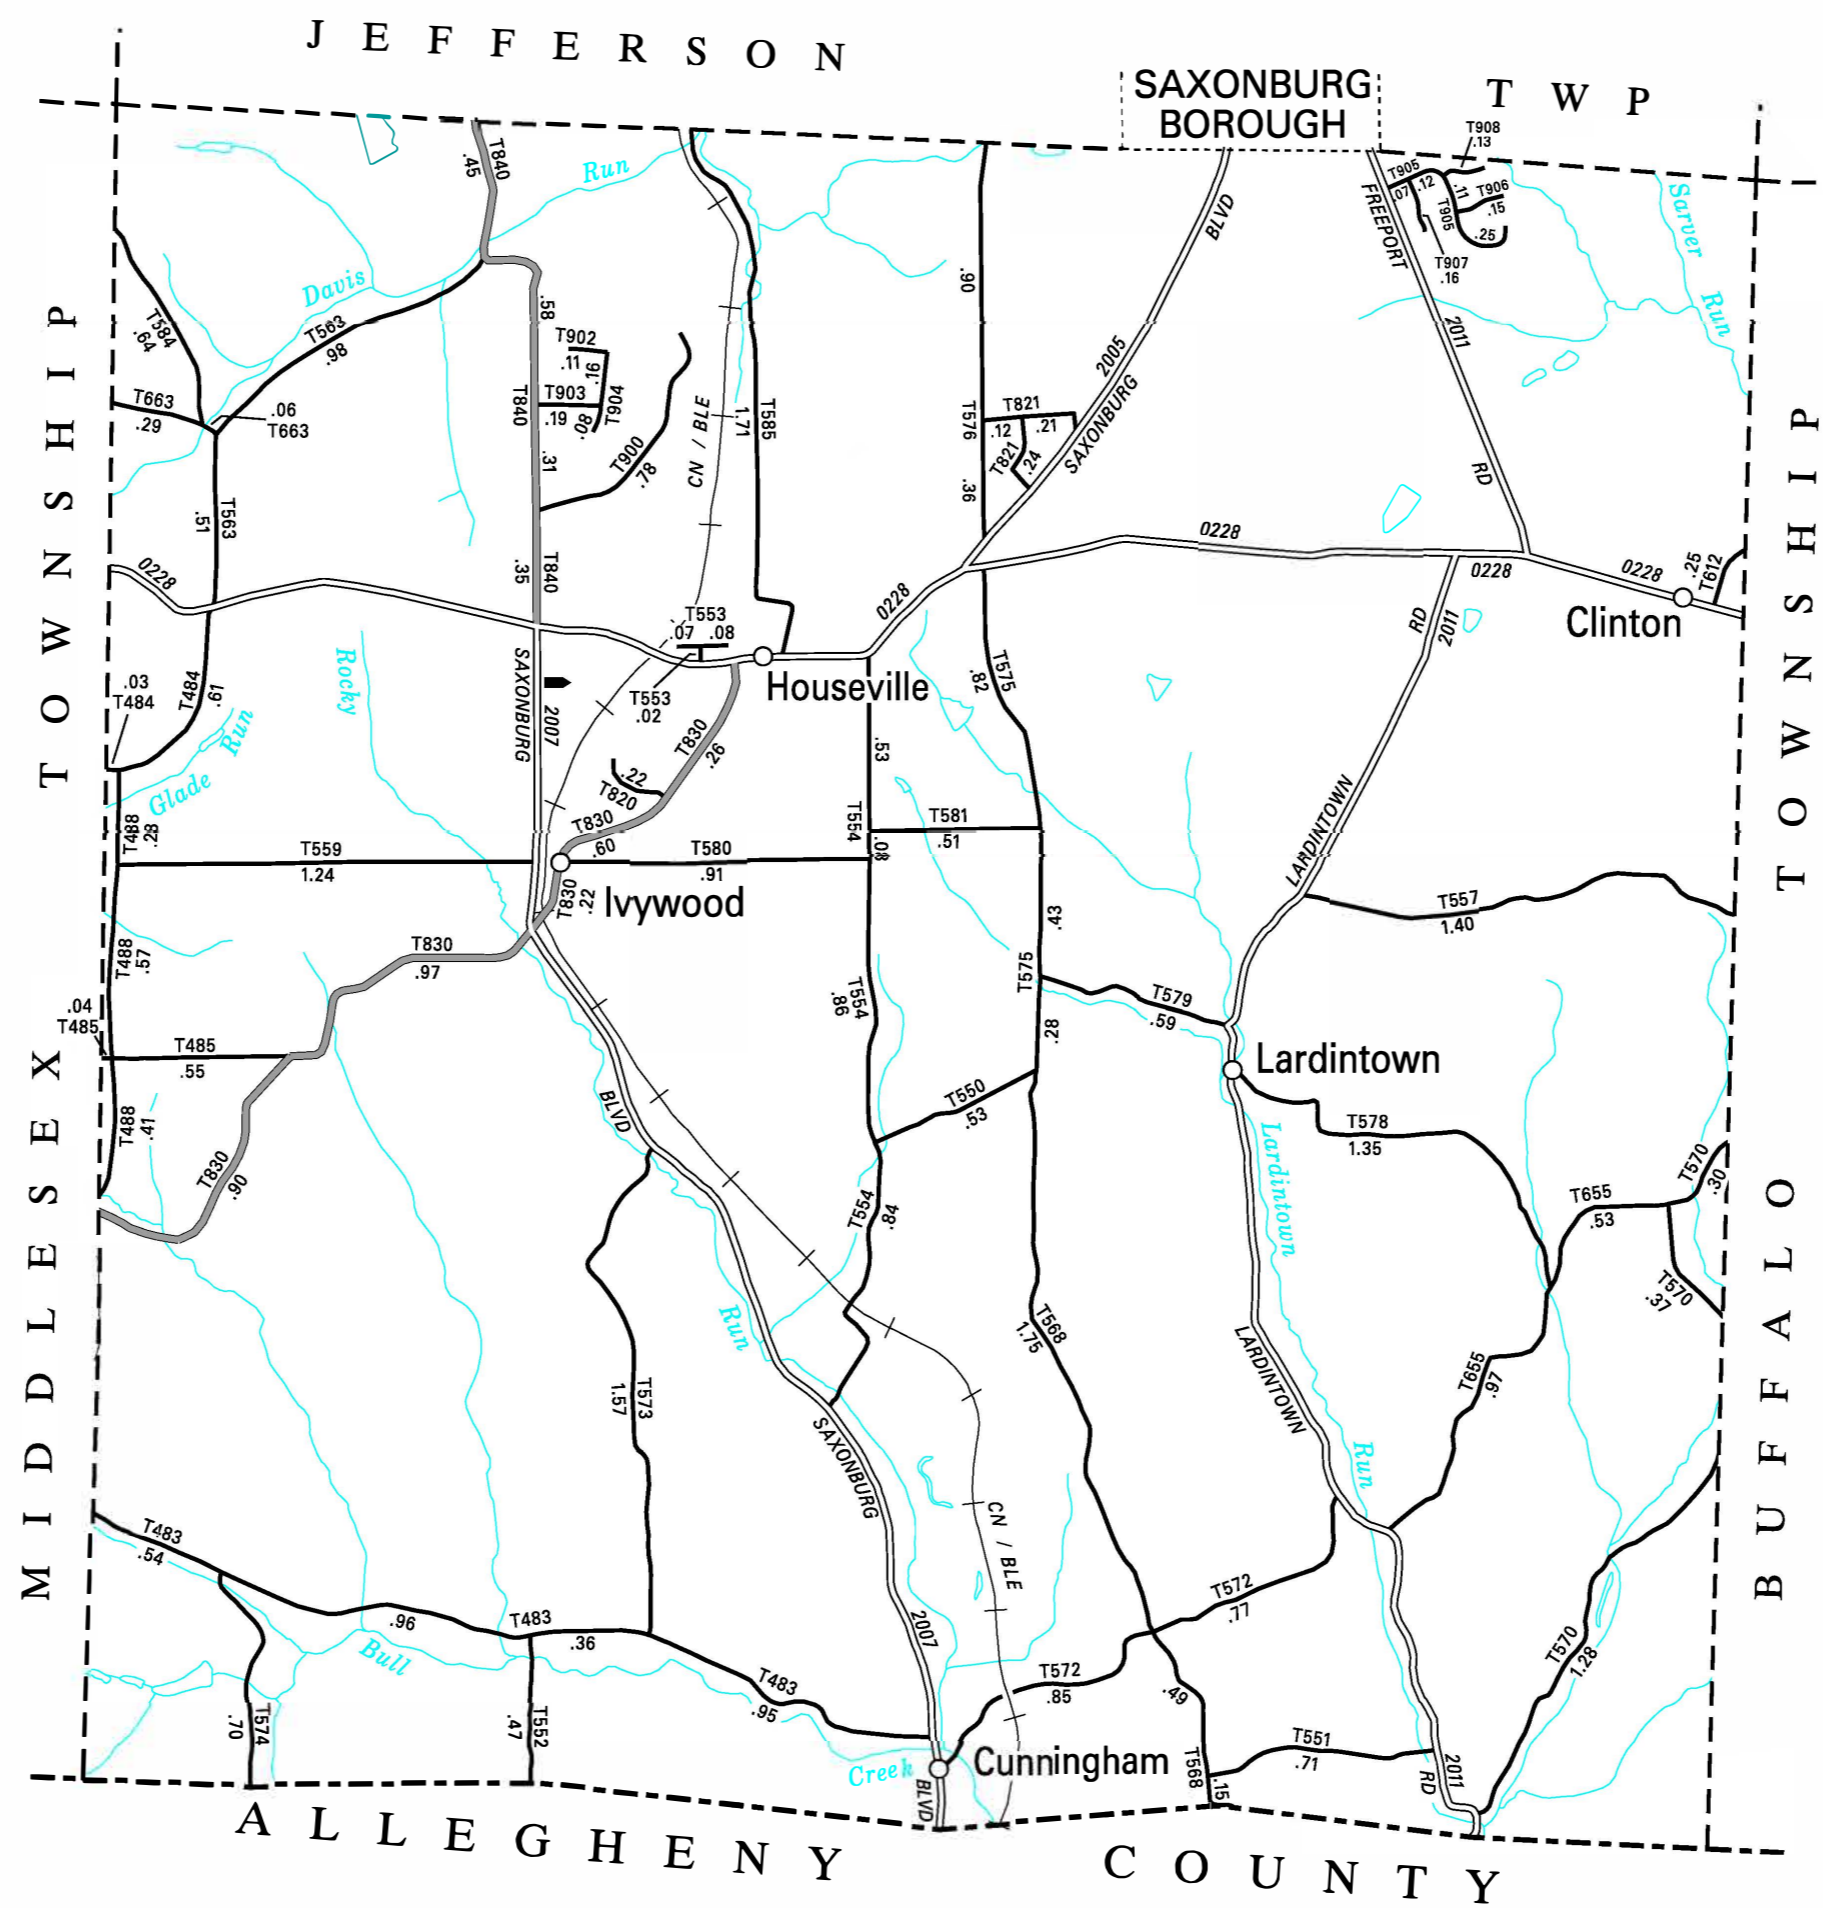 JEFFERSON TWP
SAXONBURG
BOROUGH
MIDDLESEX TOWNSHIP
BUFFALO TOWNSHIP
ALLEGHENY COUNTY
T840
.45
Run
Davis
T584
.64
T563
.98
T663
.29
.06
T663
T563
.51
.58
T902
.11
.16
T903
.19
.08
T904
T840
.31
T900
.78
CN / BLE
1.71
T585
.90
T576
.36
T821
.12
.21
T821
.24
BLVD
2005
SAXONBURG
FREEPORT
2011
RD
T908
.13
T905
.07
.12
.11
T906
.15
T905
.25
T907
.16
Sarver
Run
0228
0228
0228
0228
0228
.25
T612
Clinton
T840
.35
T553
.07
.08
T553
.02
Houseville
.03
T484
T484
.61
Glade
Run
Rocky
SAXONBURG
2007
T830
.26
.22
T820
T830
.60
T488
.23
T559
1.24
T580
.91
Ivywood
T830
.22
.53
T554
.08
T581
.51
T575
.82
RD
2011
LARDINTOWN
T557
1.40
T488
.57
T830
.97
.04
T485
T485
.55
T488
.41
T830
.90
T554
.86
.43
T575
.28
T579
.59
Lardintown
T550
.53
BLVD
T554
.84
T578
1.35
Lardintown
T655
.53
T570
.30
T570
.37
Run
T568
1.75
LARDINTOWN
T655
.97
T573
1.57
SAXONBURG
Run
T483
.54
.96
T483
.36
CN / BLE
2007
Bull
T574
.70
T552
.47
T483
.95
T572
.77
T572
.85
.49
T570
1.28
Creek
Cunningham
BLVD
T568
.15
T551
.71
2011
RD